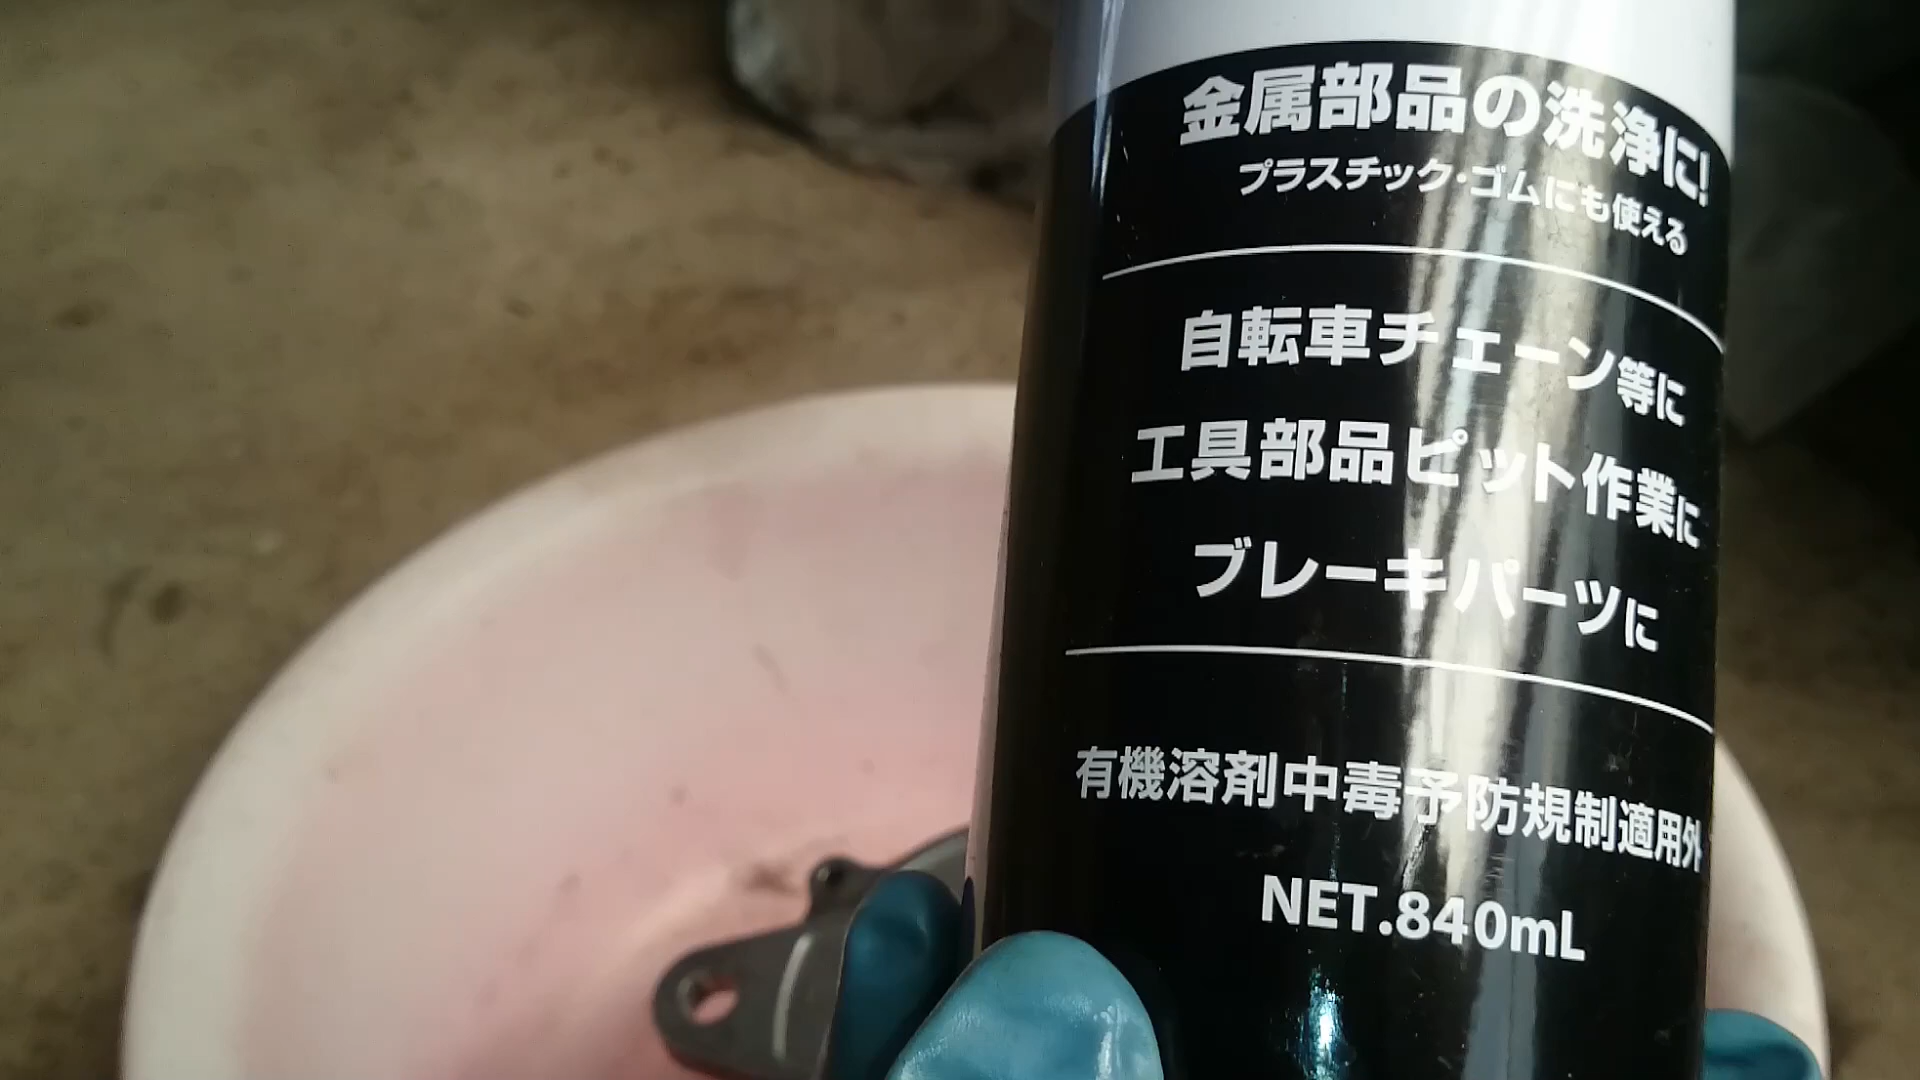 金属部品の洗浄に!
プラスチック・ゴムにも使える
自転車チェーン等に
工具部品ピット作業に
ブレーキパーツに
有機溶剤中毒予防規制適用外
NET.840mL